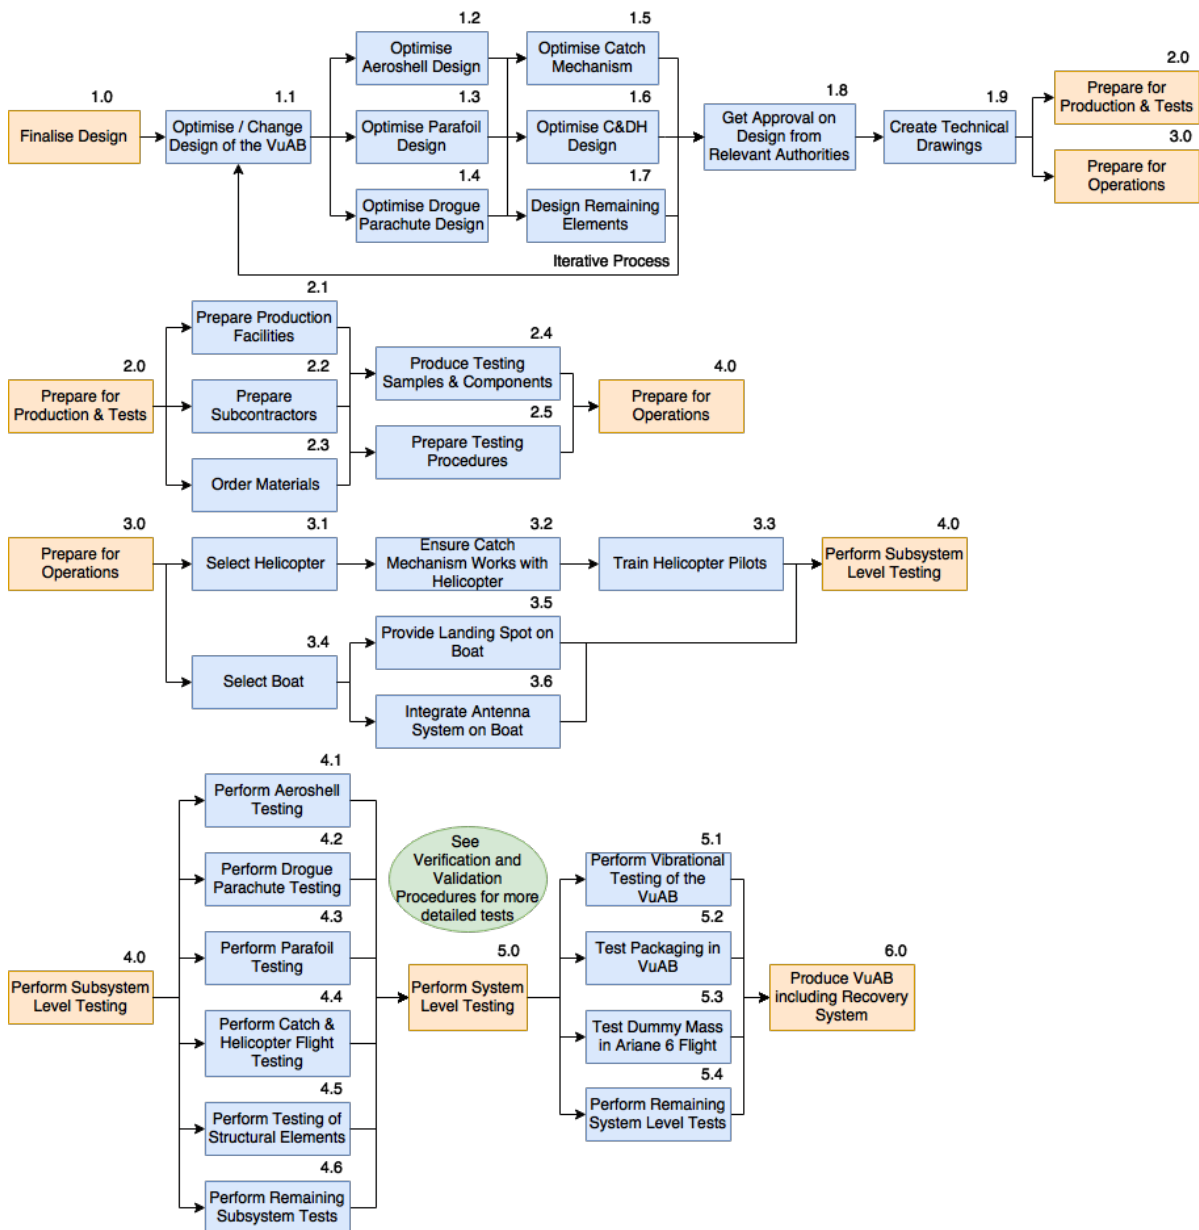 1.0
Finalise Design
1.1
Optimise / Change
Design of the VuAB
1.2
Optimise
Aeroshell Design
1.3
Optimise Parafoil
Design
1.4
Optimise Drogue
Parachute Design
1.5
Optimise Catch
Mechanism
1.6
Optimise C&DH
Design
1.7
Design Remaining
Elements
Iterative Process
1.8
Get Approval on
Design from
Relevant Authorities
1.9
Create Technical
Drawings
2.0
Prepare for
Production & Tests
3.0
Prepare for
Operations
2.0
Prepare for
Production & Tests
2.1
Prepare Production
Facilities
2.2
Prepare
Subcontractors
2.3
Order Materials
2.4
Produce Testing
Samples & Components
2.5
Prepare Testing
Procedures
4.0
Prepare for
Operations
3.0
Prepare for
Operations
3.1
Select Helicopter
3.2
Ensure Catch
Mechanism Works with
Helicopter
3.3
Train Helicopter Pilots
3.4
Select Boat
3.5
Provide Landing Spot on
Boat
3.6
Integrate Antenna
System on Boat
4.0
Perform Subsystem
Level Testing
4.0
Perform Subsystem
Level Testing
4.1
Perform Aeroshell
Testing
4.2
Perform Drogue
Parachute Testing
4.3
Perform Parafoil
Testing
4.4
Perform Catch &
Helicopter Flight
Testing
4.5
Perform Testing of
Structural Elements
4.6
Perform Remaining
Subsystem Tests
See
Verification and
Validation
Procedures for more
detailed tests
5.0
Perform System
Level Testing
5.1
Perform Vibrational
Testing of the
VuAB
5.2
Test Packaging in
VuAB
5.3
Test Dummy Mass
in Ariane 6 Flight
5.4
Perform Remaining
System Level Tests
6.0
Produce VuAB
including Recovery
System